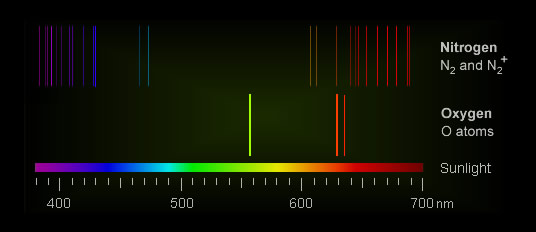 Nitrogen
N₂ and N₂⁺
Oxygen
O atoms
Sunlight
400 500 600 700 nm